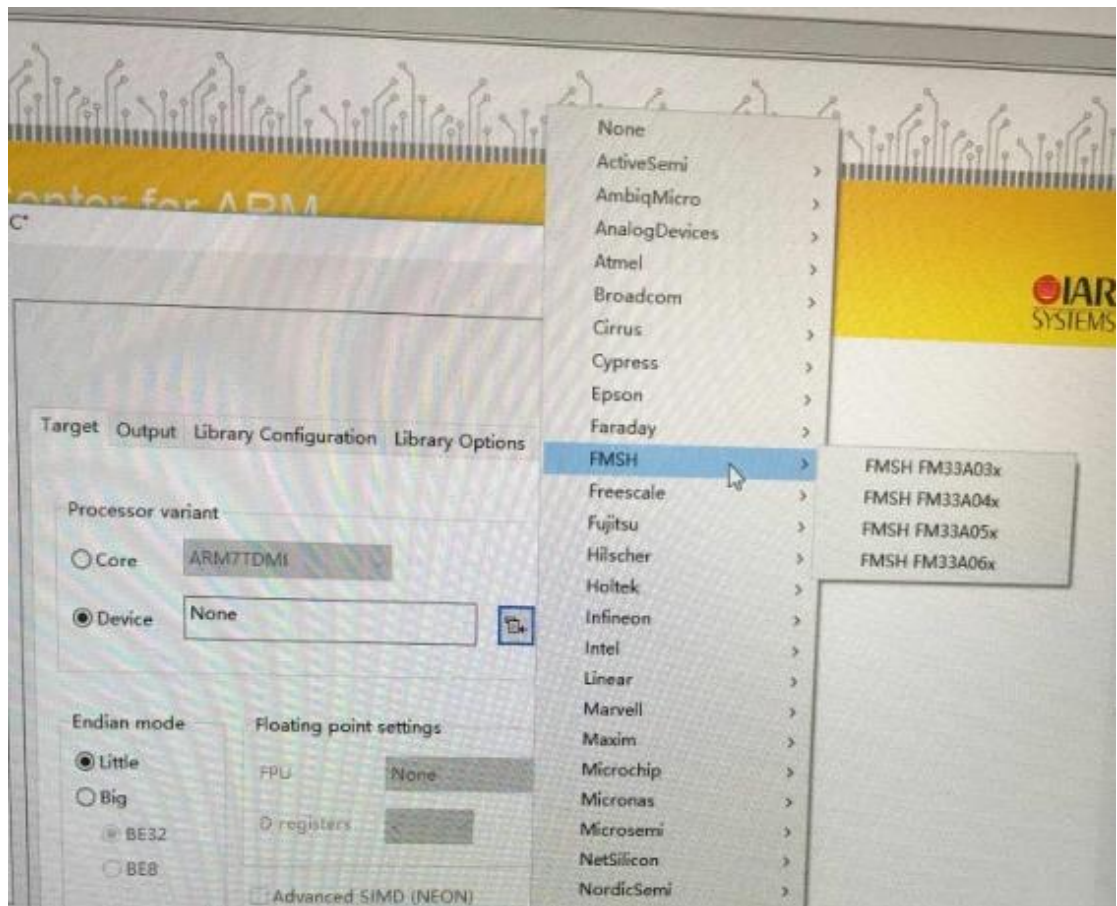 None
ActiveSemi
AmbiqMicro
AnalogDevices
Atmel
Broadcom
Cirrus
Cypress
Epson
Faraday
FMSH
Freescale
Fujitsu
Hilscher
Holtek
Infineon
Intel
Linear
Marvell
Maxim
Microchip
Micronas
Microsemi
NetSilicon
NordicSemi
FMSH FM33A03x
FMSH FM33A04x
FMSH FM33A05x
FMSH FM33A06x
for ARM
IAR
SYSTEMS
Target Output Library Configuration Library Options
Processor variant
Core ARM7TDMI
Device None
Endian mode
Little
Big
BE32
BE8
Floating point settings
FPU None
D registers -
Advanced SIMD (NEON)